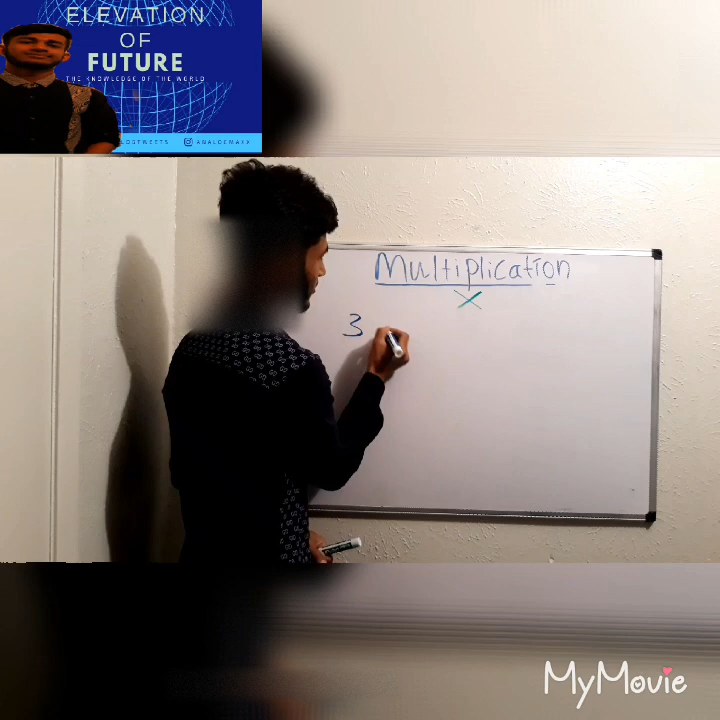 ELEVATION
OF
FUTURE
THE KNOWLEDGE OF THE WORLD
Multiplication
X
3
MyMovie